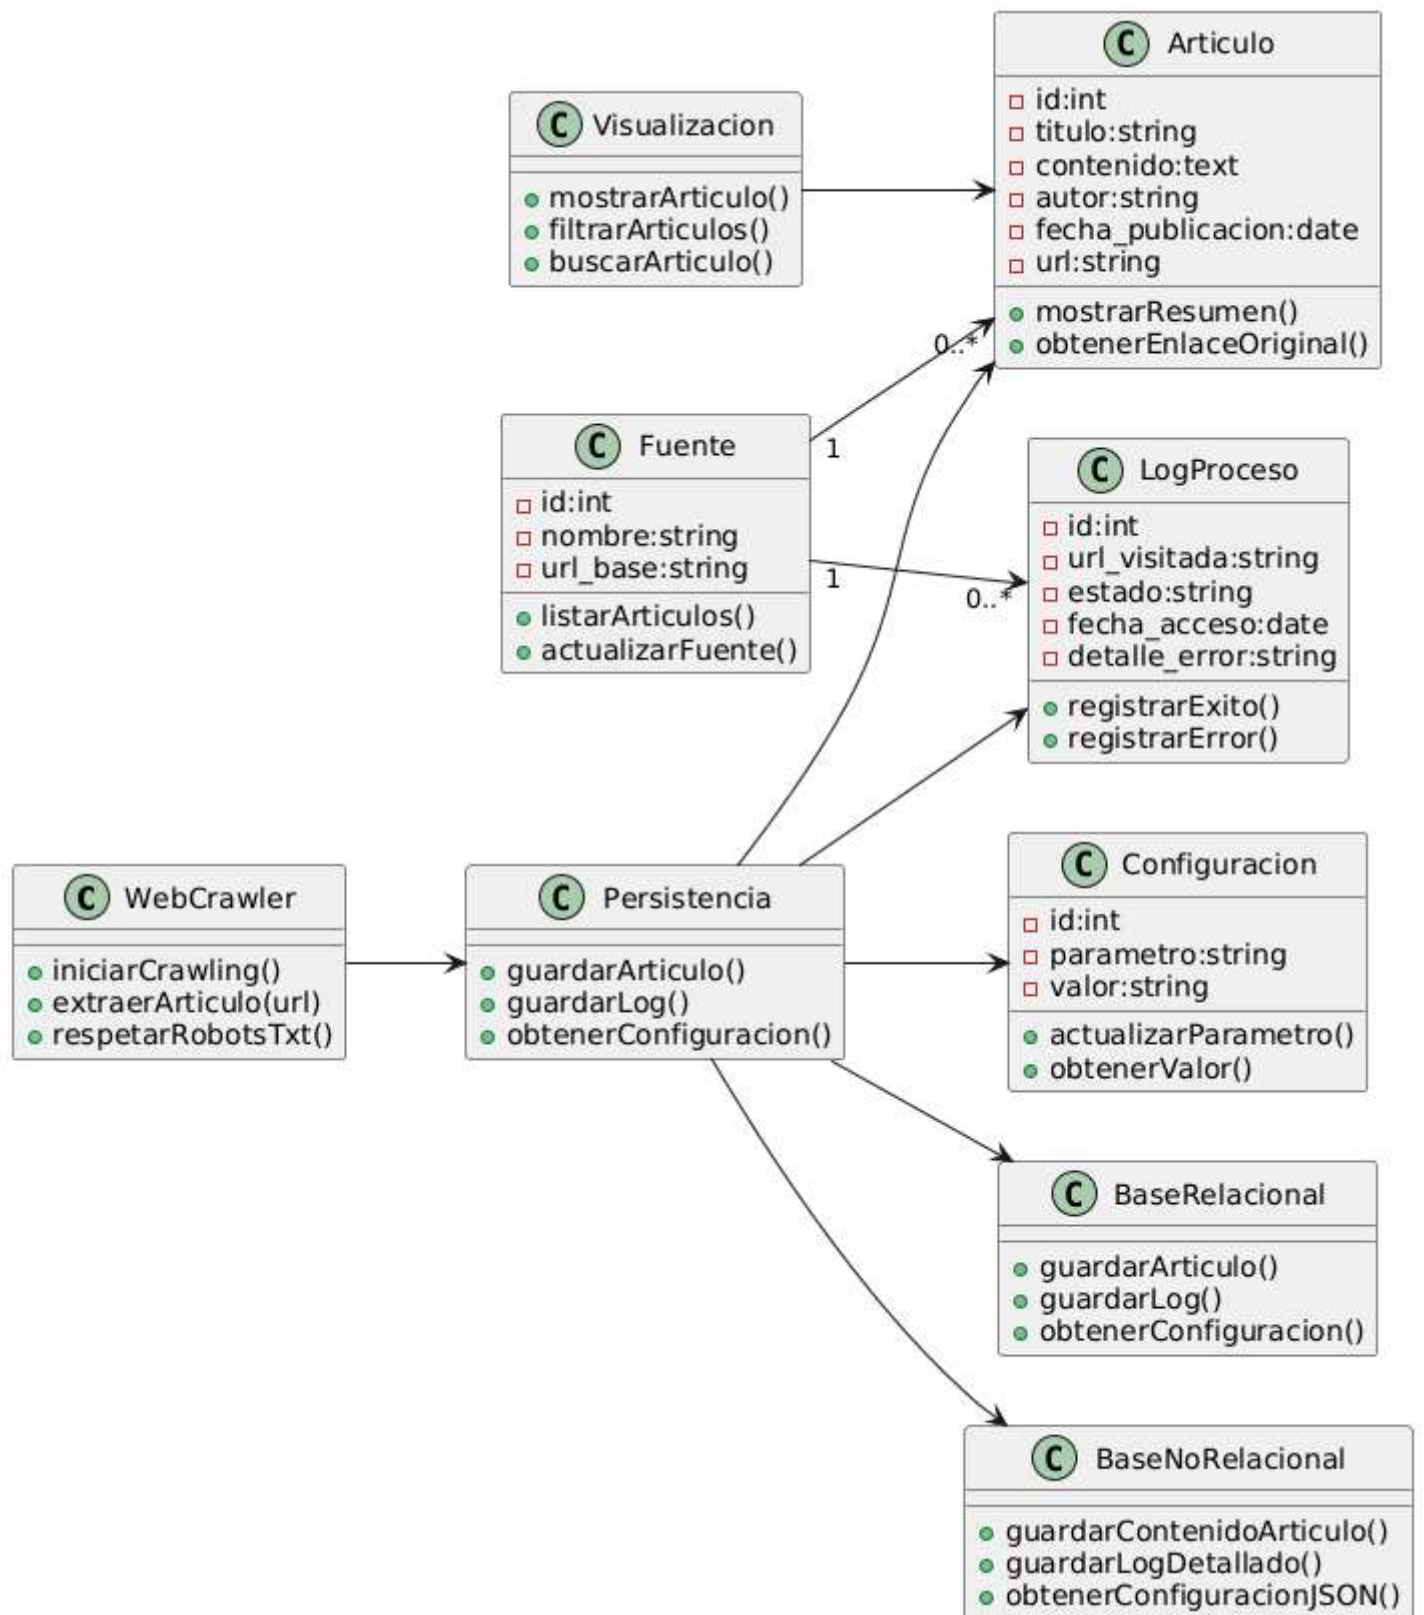 C Articulo
id:int
titulo:string
contenido:text
autor:string
fecha_publicacion:date
url:string
mostrarResumen()
obtenerEnlaceOriginal()
C Visualizacion
mostrarArticulo()
filtrarArticulos()
buscarArticulo()
0..*
1
C Fuente
id:int
nombre:string
url_base:string
listarArticulos()
actualizarFuente()
1
0..*
C LogProceso
id:int
url_visitada:string
estado:string
fecha_acceso:date
detalle_error:string
registrarExito()
registrarError()
C WebCrawler
iniciarCrawling()
extraerArticulo(url)
respetarRobotsTxt()
C Persistencia
guardarArticulo()
guardarLog()
obtenerConfiguracion()
C Configuracion
id:int
parametro:string
valor:string
actualizarParametro()
obtenerValor()
C BaseRelacional
guardarArticulo()
guardarLog()
obtenerConfiguracion()
C BaseNoRelacional
guardarContenidoArticulo()
guardarLogDetallado()
obtenerConfiguracionJSON()